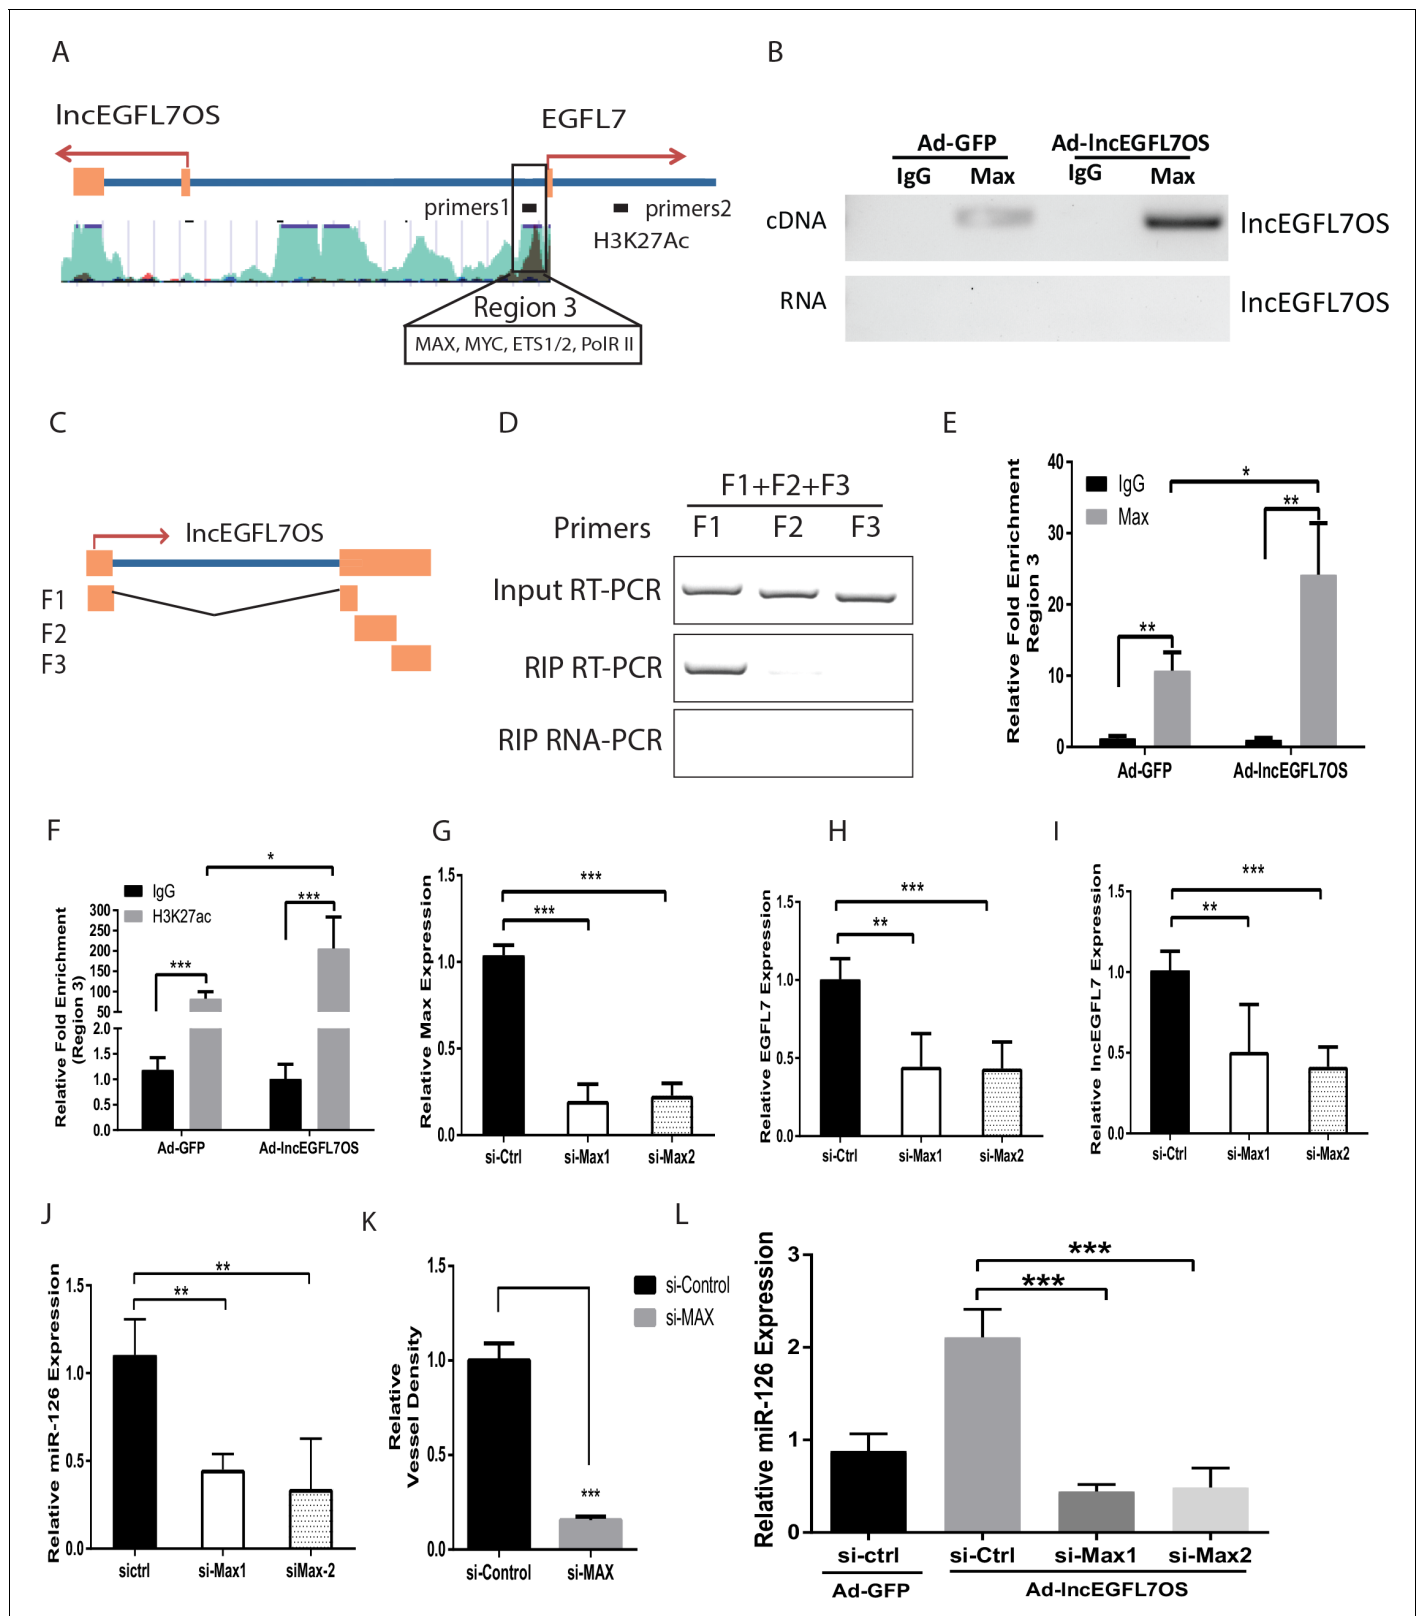 A
lncEGFL7OS
EGFL7
primers1
primers2
H3K27Ac
Region 3
MAX, MYC, ETS1/2, PolR II
B
Ad-GFP
Ad-lncEGFL7OS
IgG
Max
IgG
Max
cDNA
lncEGFL7OS
RNA
lncEGFL7OS
C
lncEGFL7OS
F1
F2
F3
D
F1+F2+F3
Primers
F1
F2
F3
Input RT-PCR
RIP RT-PCR
RIP RNA-PCR
E
Relative Fold Enrichment
Region 3
40
30
20
10
0
IgG
Max
**
**
*
Ad-GFP
Ad-lncEGFL7OS
F
Relative Fold Enrichment
(Region 3)
300
250
200
150
100
50
2.0
1.5
1.0
0.5
0.0
IgG
H3K27ac
***
***
*
Ad-GFP
Ad-lncEGFL7OS
G
Relative Max Expression
1.5
1.0
0.5
0.0
***
***
si-Ctrl
si-Max1
si-Max2
H
Relative EGFL7 Expression
1.5
1.0
0.5
0.0
***
**
si-Ctrl
si-Max1
si-Max2
I
Relative lncEGFL7 Expression
1.5
1.0
0.5
0.0
***
**
si-Ctrl
si-Max1
si-Max2
J
Relative miR-126 Expression
1.5
1.0
0.5
0.0
**
**
sictrl
si-Max1
siMax-2
K
Relative
Vessel Density
1.5
1.0
0.5
0.0
***
si-Control
si-MAX
si-Control
si-MAX
L
Relative miR-126 Expression
3
2
1
0
***
***
si-ctrl
si-Ctrl
si-Max1
si-Max2
Ad-GFP
Ad-lncEGFL7OS